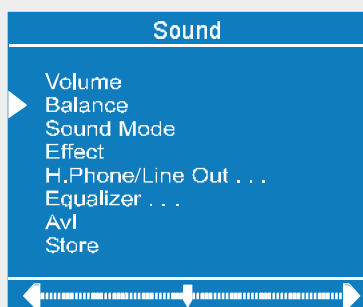 Sound
Volume
Balance
Sound Mode
Effect
H.Phone/Line Out . . .
Equalizer . . .
Avl
Store